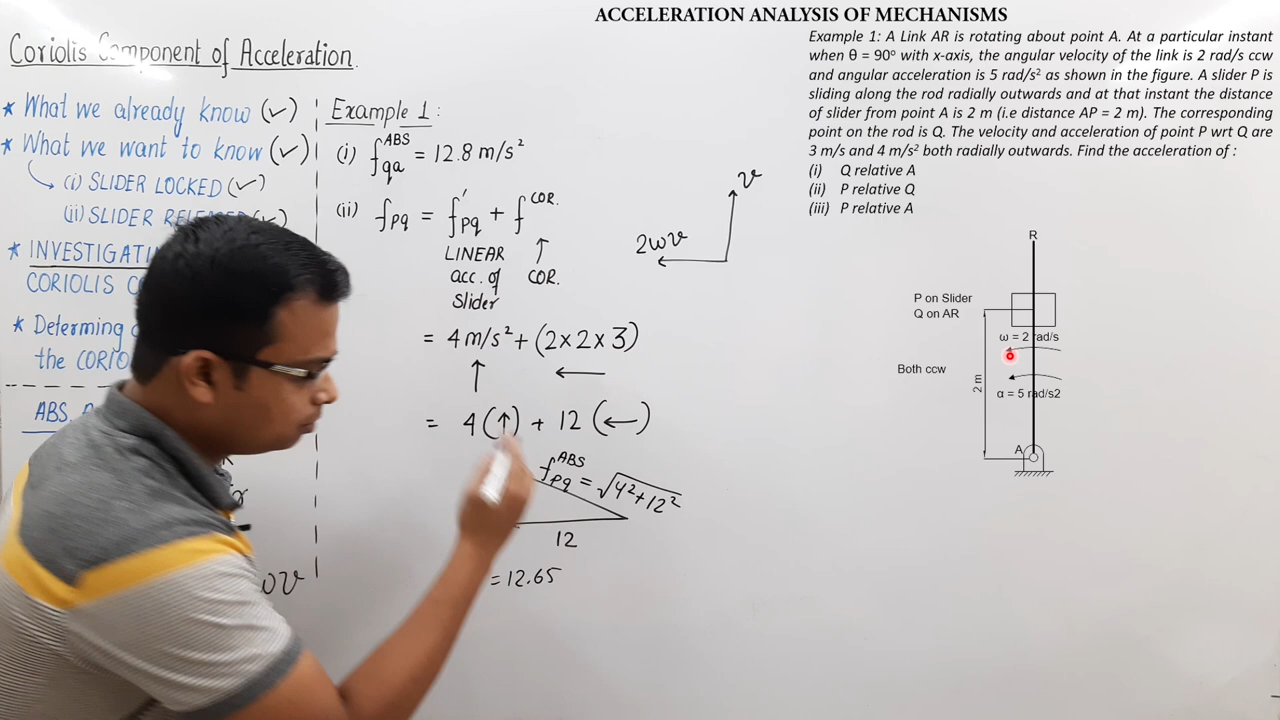 ACCELERATION ANALYSIS OF MECHANISMS
Coriolis Component of Acceleration.
* What we already know (✓)
* What we want to know (✓)
(i) SLIDER LOCKED (✓)
(ii) SLIDER
* INVESTIGATI
CORIOLIS CO
* Determing
the CORIO
ABS.
ωv
Example 1:
(i) f qa ABS = 12.8 m/s²
(ii) fpq = f'pq + f COR.
LINEAR acc. of Slider
↑ COR.
= 4 m/s² + (2×2×3)
↑ ←
= 4(↑) + 12 (←)
fpq ABS = √4²+12²
12
= 12.65
v
2ωv
Example 1: A Link AR is rotating about point A. At a particular instant
when θ = 90° with x-axis, the angular velocity of the link is 2 rad/s ccw
and angular acceleration is 5 rad/s² as shown in the figure. A slider P is
sliding along the rod radially outwards and at that instant the distance
of slider from point A is 2 m (i.e distance AP = 2 m). The corresponding
point on the rod is Q. The velocity and acceleration of point P wrt Q are
3 m/s and 4 m/s² both radially outwards. Find the acceleration of :
(i) Q relative A
(ii) P relative Q
(iii) P relative A
R
P on Slider
Q on AR
ω = 2 rad/s
Both ccw
2 m
α = 5 rad/s2
A